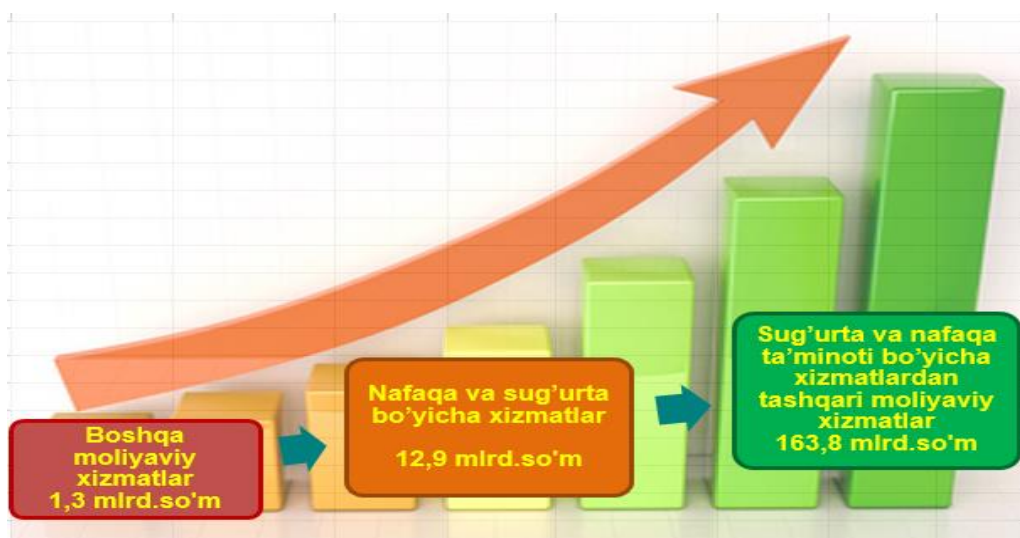 Boshqa
moliyaviy
xizmatlar
1,3 mlrd.so'm
Nafaqa va sug’urta
bo’yicha xizmatlar
12,9 mlrd.so'm
Sug’urta va nafaqa
ta’minoti bo’yicha
xizmatlardan
tashqari moliyaviy
xizmatlar
163,8 mlrd.so'm